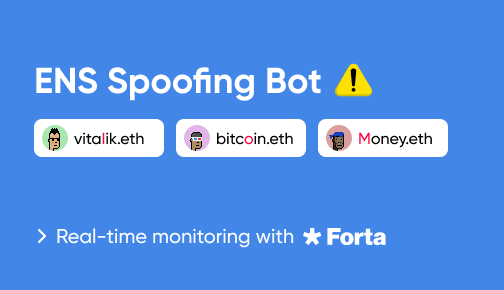 ENS Spoofing Bot ⚠️
vitalik.eth bitcoin.eth Money.eth
> Real-time monitoring with Forta